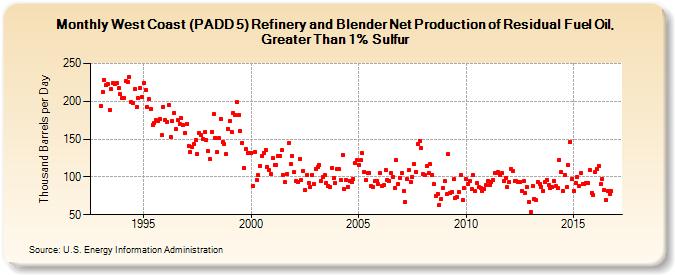 Monthly West Coast (PADD 5) Refinery and Blender Net Production of Residual Fuel Oil,
Greater Than 1% Sulfur
Thousand Barrels per Day
250
200
150
100
50
1995
2000
2005
2010
2015
Source: U.S. Energy Information Administration